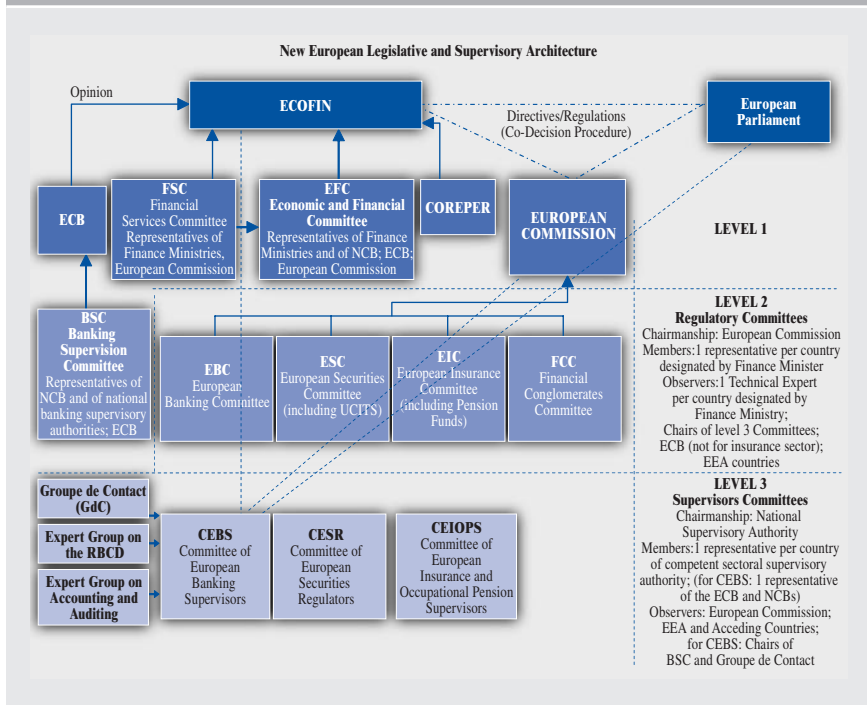 New European Legislative and Supervisory Architecture
Opinion
ECOFIN
Directives/Regulations
(Co-Decision Procedure)
European
Parliament
ECB
FSC
Financial
Services Committee
Representatives of
Finance Ministries,
European Commission
EFC
Economic and Financial
Committee
Representatives of Finance
Ministries and of NCB; ECB;
European Commission
COREPER
EUROPEAN
COMMISSION
LEVEL 1
BSC
Banking
Supervision
Committee
Representatives of
NCB and of national
banking supervisory
authorities; ECB
EBC
European
Banking Committee
ESC
European Securities
Committee
(including UCITS)
EIC
European Insurance
Committee
(including Pension
Funds)
FCC
Financial
Conglomerates
Committee
LEVEL 2
Regulatory Committees
Chairmanship: European Commission
Members:1 representative per country
designated by Finance Minister
Observers:1 Technical Expert
per country designated by
Finance Ministry;
Chairs of level 3 Committees;
ECB (not for insurance sector);
EEA countries
Groupe de Contact
(GdC)
Expert Group on
the RBCD
Expert Group on
Accounting and
Auditing
CEBS
Committee of
European
Banking
Supervisors
CESR
Committee of
European
Securities
Regulators
CEIOPS
Committee of
European
Insurance and
Occupational Pension
Supervisors
LEVEL 3
Supervisors Committees
Chairmanship: National
Supervisory Authority
Members:1 representative per country
of competent sectoral supervisory
authority; (for CEBS: 1 representative
of the ECB and NCBs)
Observers: European Commission;
EEA and Acceding Countries;
for CEBS: Chairs of
BSC and Groupe de Contact